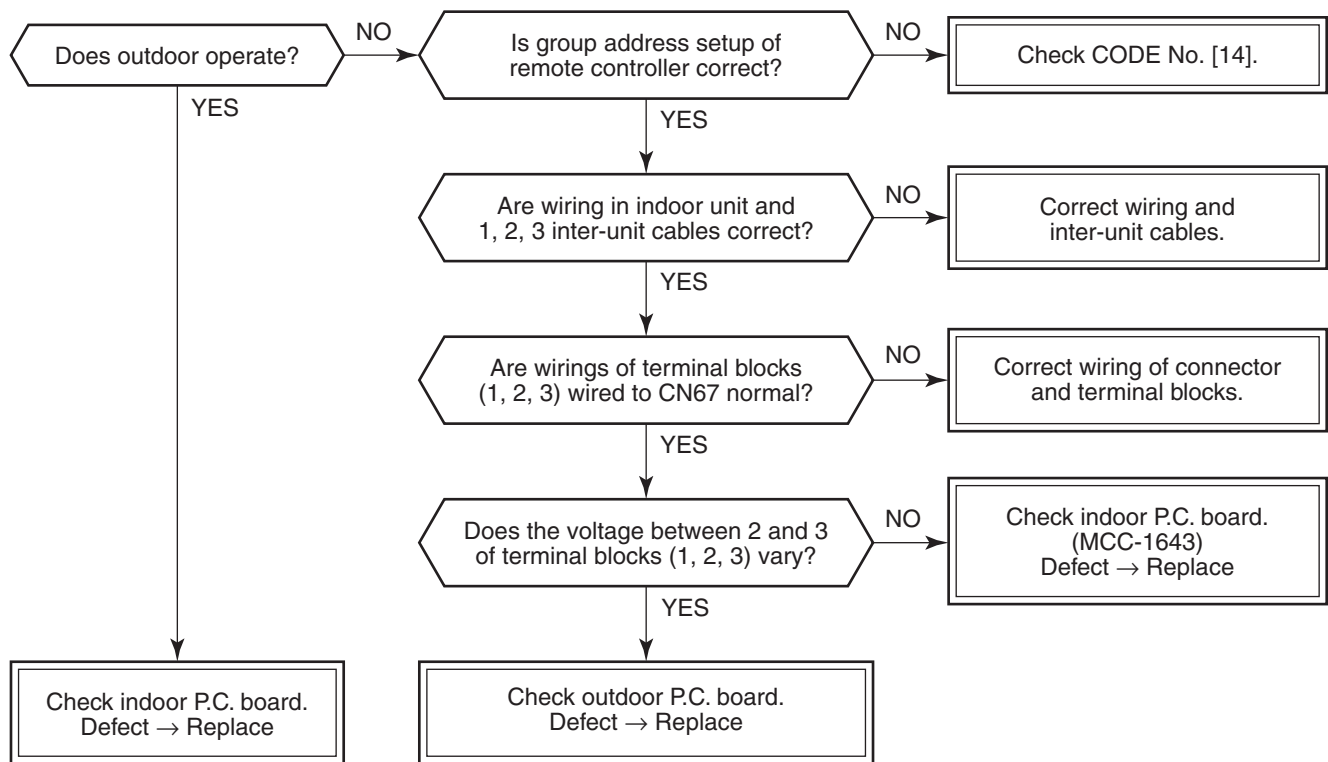 Does outdoor operate?
NO
Is group address setup of
remote controller correct?
NO
Check CODE No. [14].
YES
YES
Are wiring in indoor unit and
1, 2, 3 inter-unit cables correct?
NO
Correct wiring and
inter-unit cables.
YES
Are wirings of terminal blocks
(1, 2, 3) wired to CN67 normal?
NO
Correct wiring of connector
and terminal blocks.
YES
Does the voltage between 2 and 3
of terminal blocks (1, 2, 3) vary?
NO
Check indoor P.C. board.
(MCC-1643)
Defect → Replace
YES
Check indoor P.C. board.
Defect → Replace
Check outdoor P.C. board.
Defect → Replace